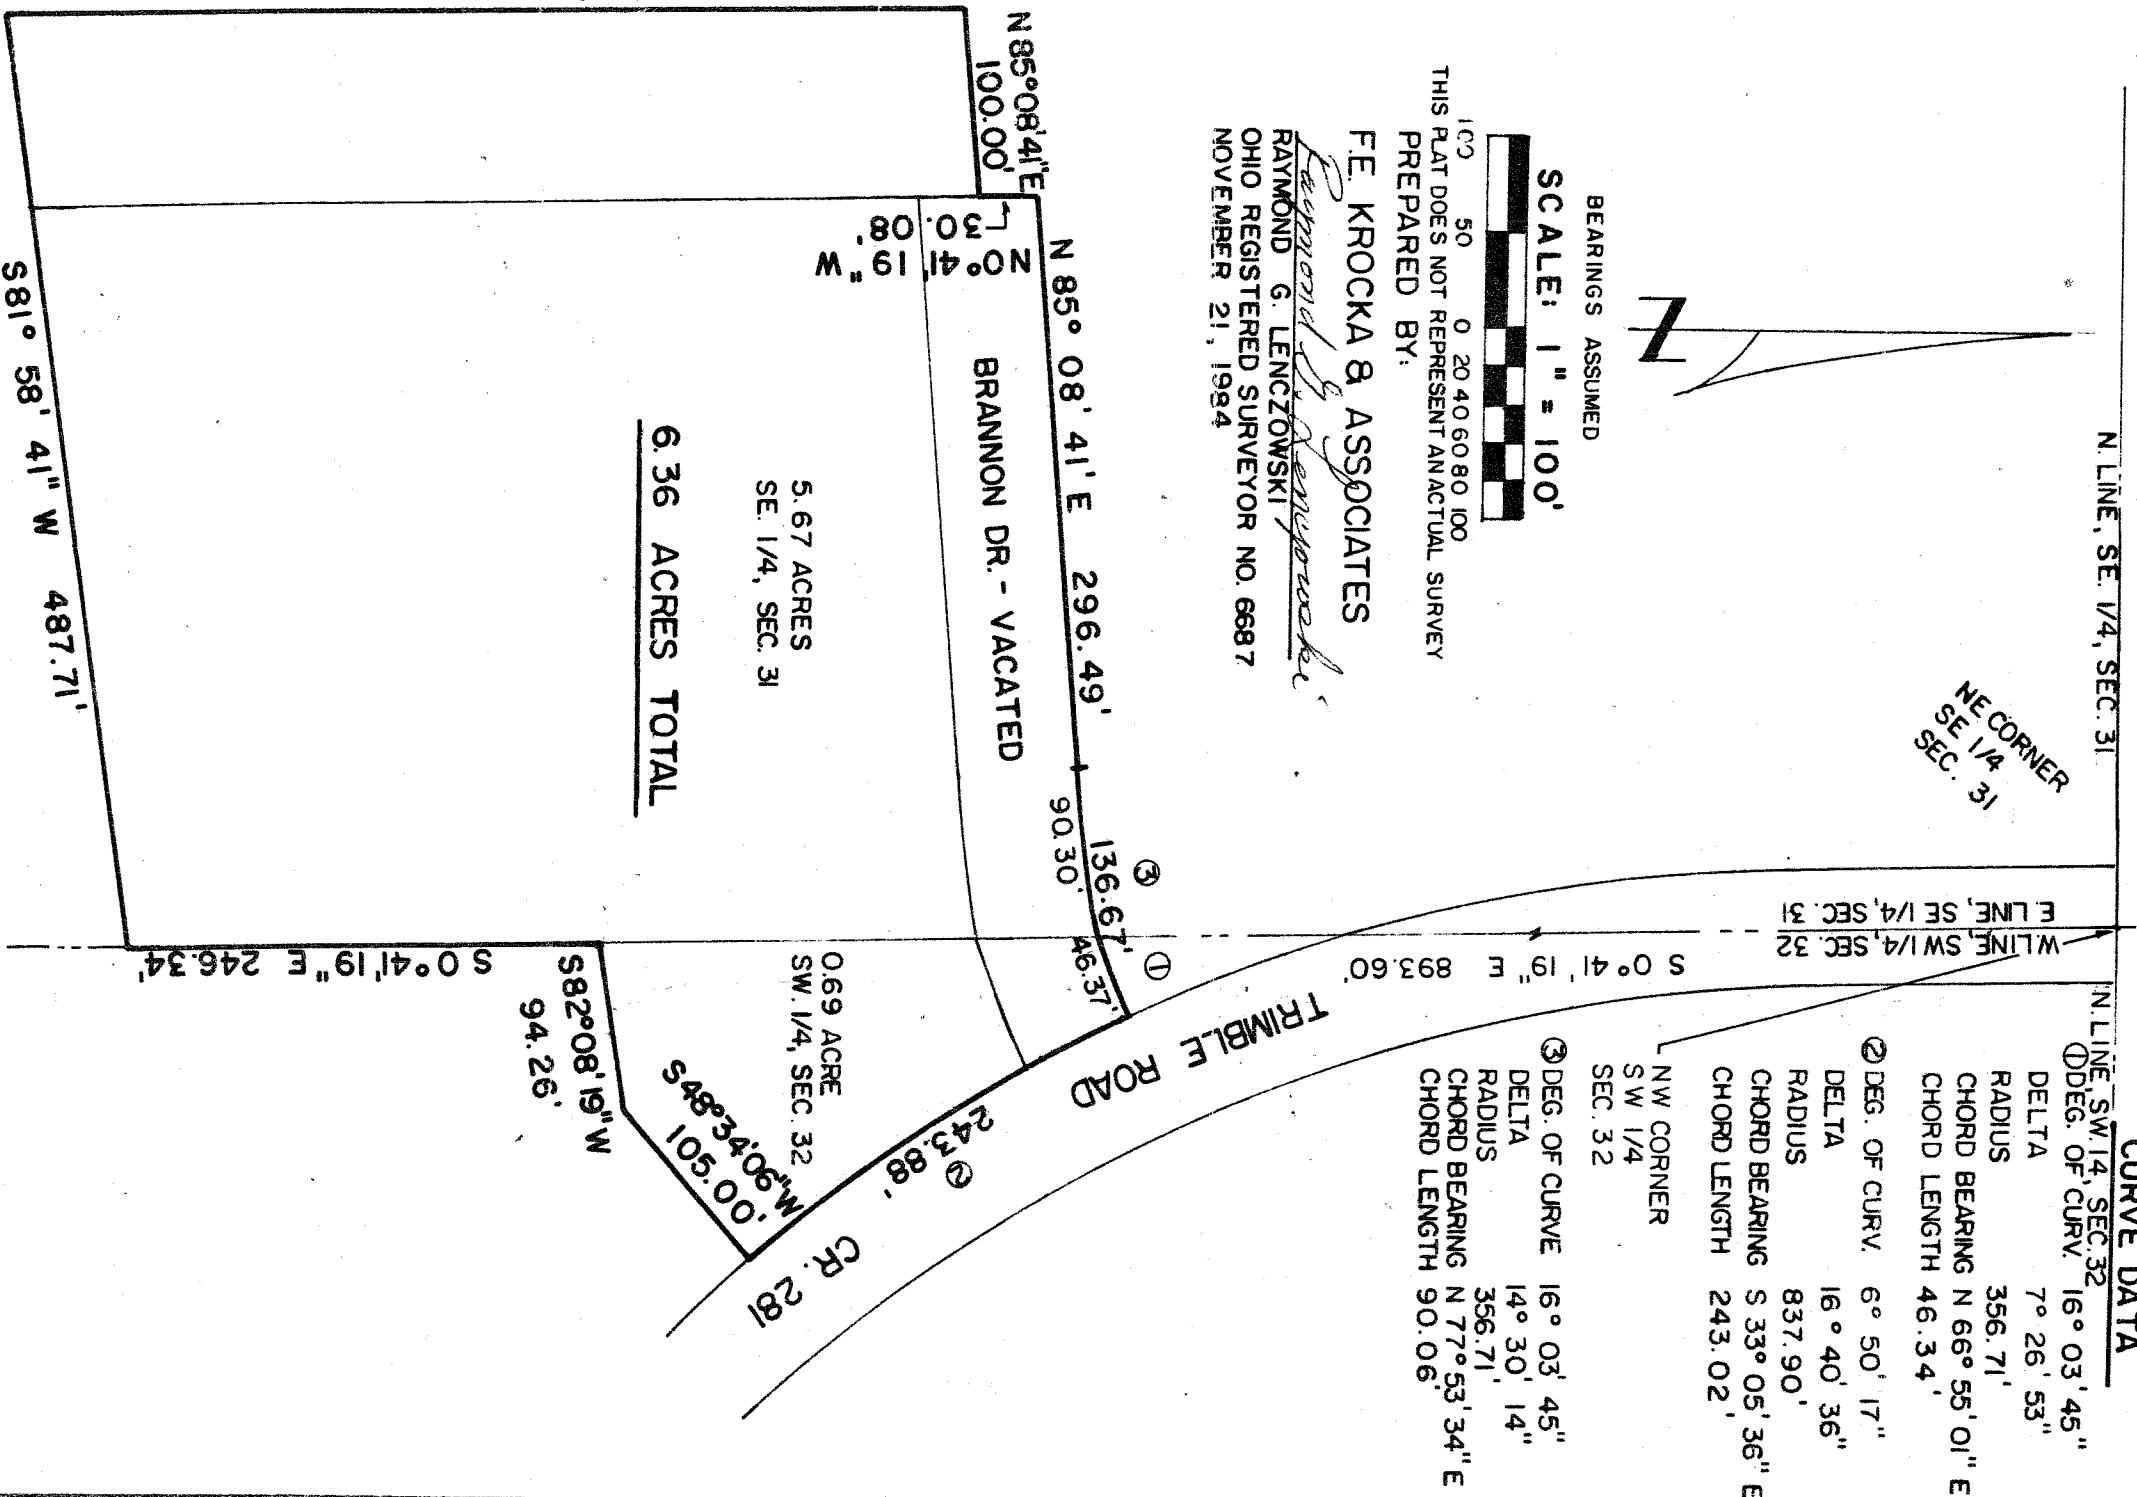 N. LINE, SE. 1/4, SEC. 31
N. LINE, SW. 14, SEC. 32
NE CORNER
SE 1/4
SEC. 31
E. LINE, SE 1/4, SEC. 31
W. LINE, SW 1/4, SEC. 32
S 0° 41' 19" E 893.60'
NW CORNER
SW 1/4
SEC. 32
CURVE DATA
① DEG. OF CURV. 16° 03' 45"
DELTA 7° 26' 53"
RADIUS 356.71'
CHORD BEARING N 66° 55' 01" E
CHORD LENGTH 46.34'
② DEG. OF CURV. 6° 50' 17"
DELTA 16° 40' 36"
RADIUS 837.90'
CHORD BEARING S 33° 05' 36" E
CHORD LENGTH 243.02'
③ DEG. OF CURVE 16° 03' 45"
DELTA 14° 30' 14"
RADIUS 356.71'
CHORD BEARING N 77° 53' 34" E
CHORD LENGTH 90.06'
N
BEARINGS ASSUMED
SCALE: 1" = 100'
100 50 0 20 40 60 80 100
THIS PLAT DOES NOT REPRESENT AN ACTUAL SURVEY
PREPARED BY:
F.E. KROCKA & ASSOCIATES
Raymond G. Lenczowski
RAYMOND G. LENCZOWSKI
OHIO REGISTERED SURVEYOR NO. 6687
NOVEMBER 21, 1984
N 85° 08' 41" E
100.00'
N 0° 41' 19" W
30.08'
N 85° 08' 41' E 296.49'
③
136.67'
90.30'
①
46.37'
TRIMBLE ROAD
CR. 281
②
243.88'
BRANNON DR. - VACATED
5.67 ACRES
SE. 1/4, SEC. 31
6.36 ACRES TOTAL
0.69 ACRE
SW. 1/4, SEC. 32
S48°34'06"W
105.00'
S82°08'19"W
94.26'
S 0° 41' 19" E 246.34'
S 81° 58' 41" W 487.71'